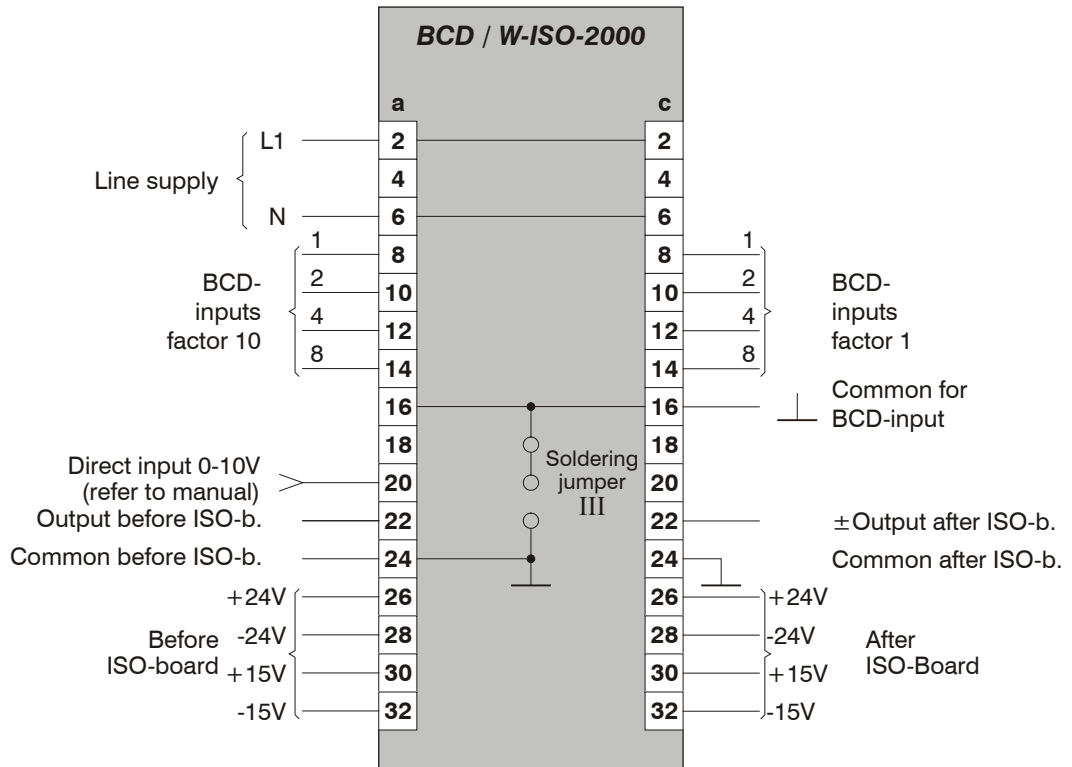 BCD / W-ISO-2000
a c
L1 2 2
Line supply 4 4
N 6 6
1 8 8 1
BCD-
inputs
factor 10
2 10 10 2
4 12 12 4
8 14 14 8
BCD-
inputs
factor 1
16 16
Common for
BCD-input
18 18
Direct input 0-10V
(refer to manual)
20 20
Soldering
jumper
III
Output before ISO-b. 22 22 ±Output after ISO-b.
Common before ISO-b. 24 24 Common after ISO-b.
+24V 26 26 +24V
-24V 28 28 -24V
Before
ISO-board
After
ISO-Board
+15V 30 30 +15V
-15V 32 32 -15V